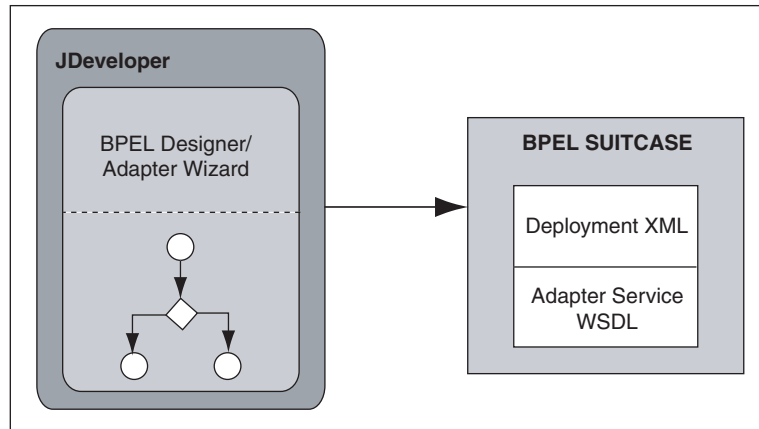 JDeveloper
BPEL Designer/
Adapter Wizard
BPEL SUITCASE
Deployment XML
Adapter Service
WSDL